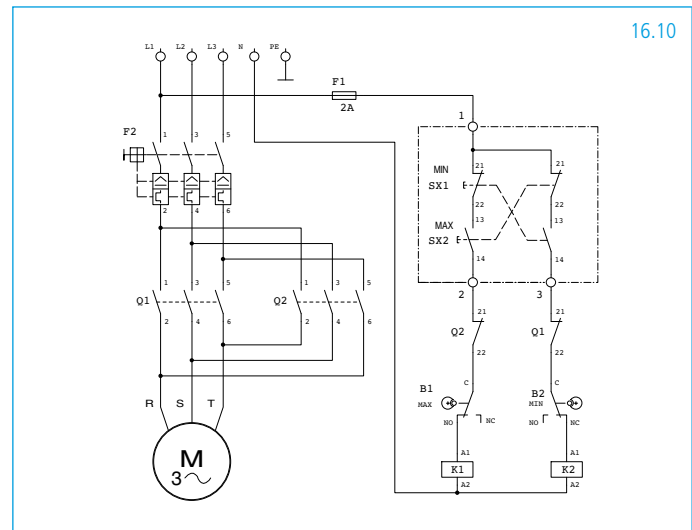 16.10
L1 L2 L3 N PE
F1
2A
1
F2
1 3 5
21 21
MIN
SX1
22 22
2 4 6
13 13
MAX
SX2
14 14
1 3 5 1 3 5
2 3
Q1 Q2
21 21
2 4 6 2 4 6
Q2 Q1
22 22
C C
R S T
B1 B2
MAX MIN
NO NC NO NC
M
3
A1 A1
K1 K2
A2 A2